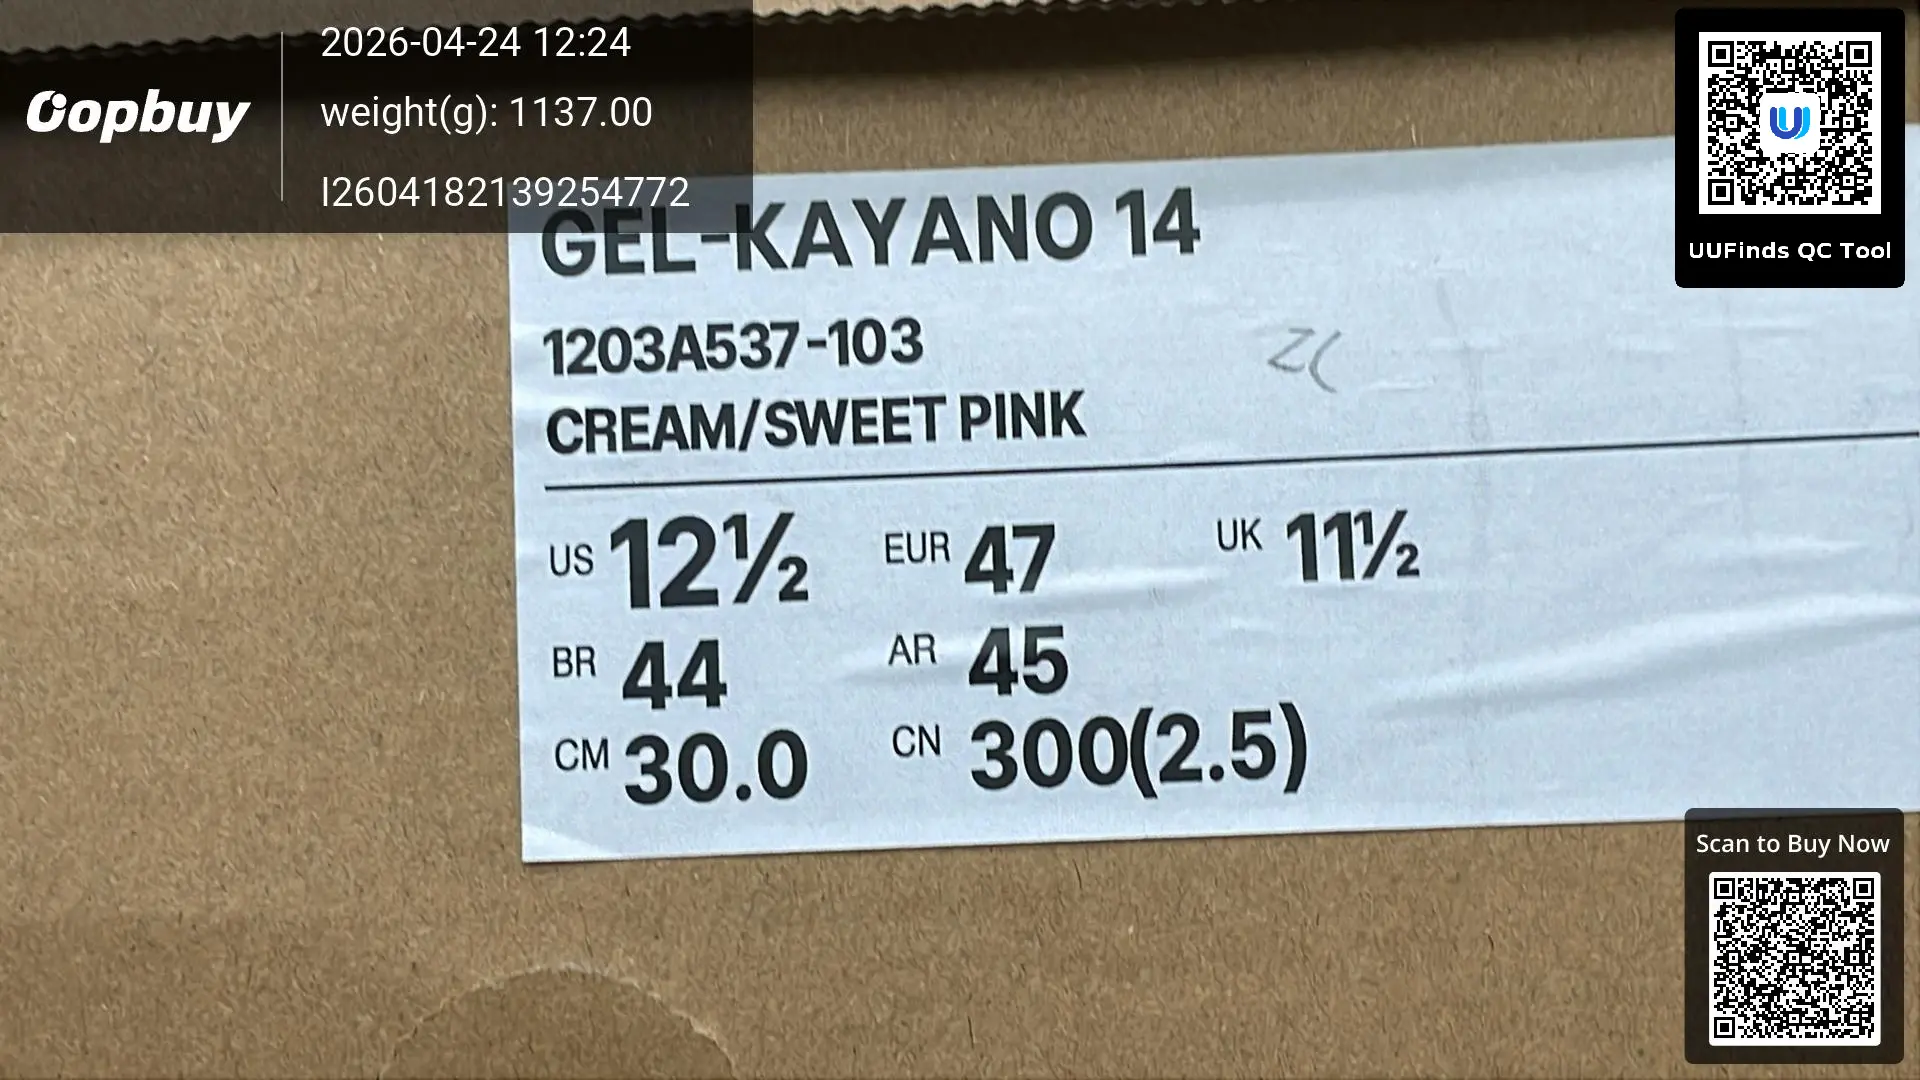 2026-04-24 12:24
Oopbuy
weight(g): 1137.00
I2604182139254772
UUFinds QC Tool
GEL-KAYANO 14
1203A537-103
CREAM/SWEET PINK
US 12½ EUR 47 UK 11½
BR 44 AR 45
CM 30.0 CN 300(2.5)
Scan to Buy Now